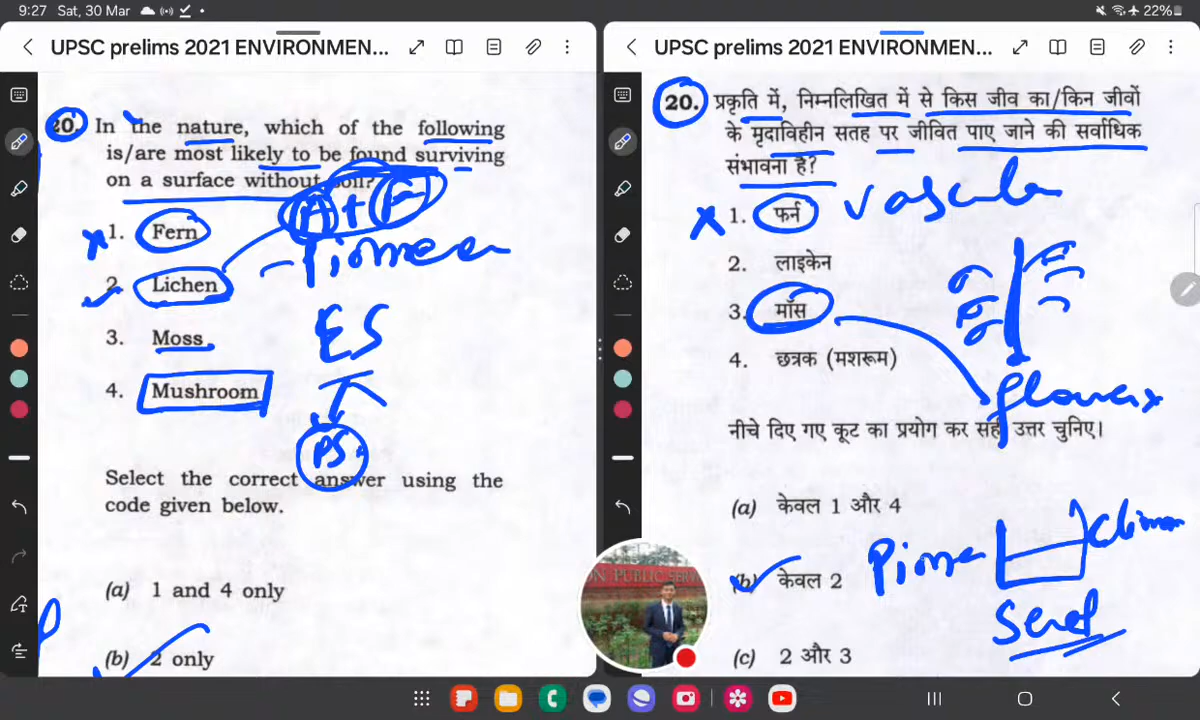 9:27 Sat, 30 Mar
22%
UPSC prelims 2021 ENVIRONMEN...
20. In the nature, which of the following
is/are most likely to be found surviving
on a surface without soil?
A + F
1. Fern
Pioneer
2. Lichen
ES
3. Moss
4. Mushroom
PS
Select the correct answer using the
code given below.
(a) 1 and 4 only
(b) 2 only
UPSC prelims 2021 ENVIRONMEN...
20. प्रकृति में, निम्नलिखित में से किस जीव का/किन जीवों
के मृदाविहीन सतह पर जीवित पाए जाने की सर्वाधिक
संभावना है?
Vascula
1. फर्न
2. लाइकेन
3. मॉस
4. छत्रक (मशरूम)
नीचे दिए गए कूट का प्रयोग कर सही उत्तर चुनिए।
(a) केवल 1 और 4
(b) केवल 2
Seral
(c) 2 और 3
ON PUBLIC SERV